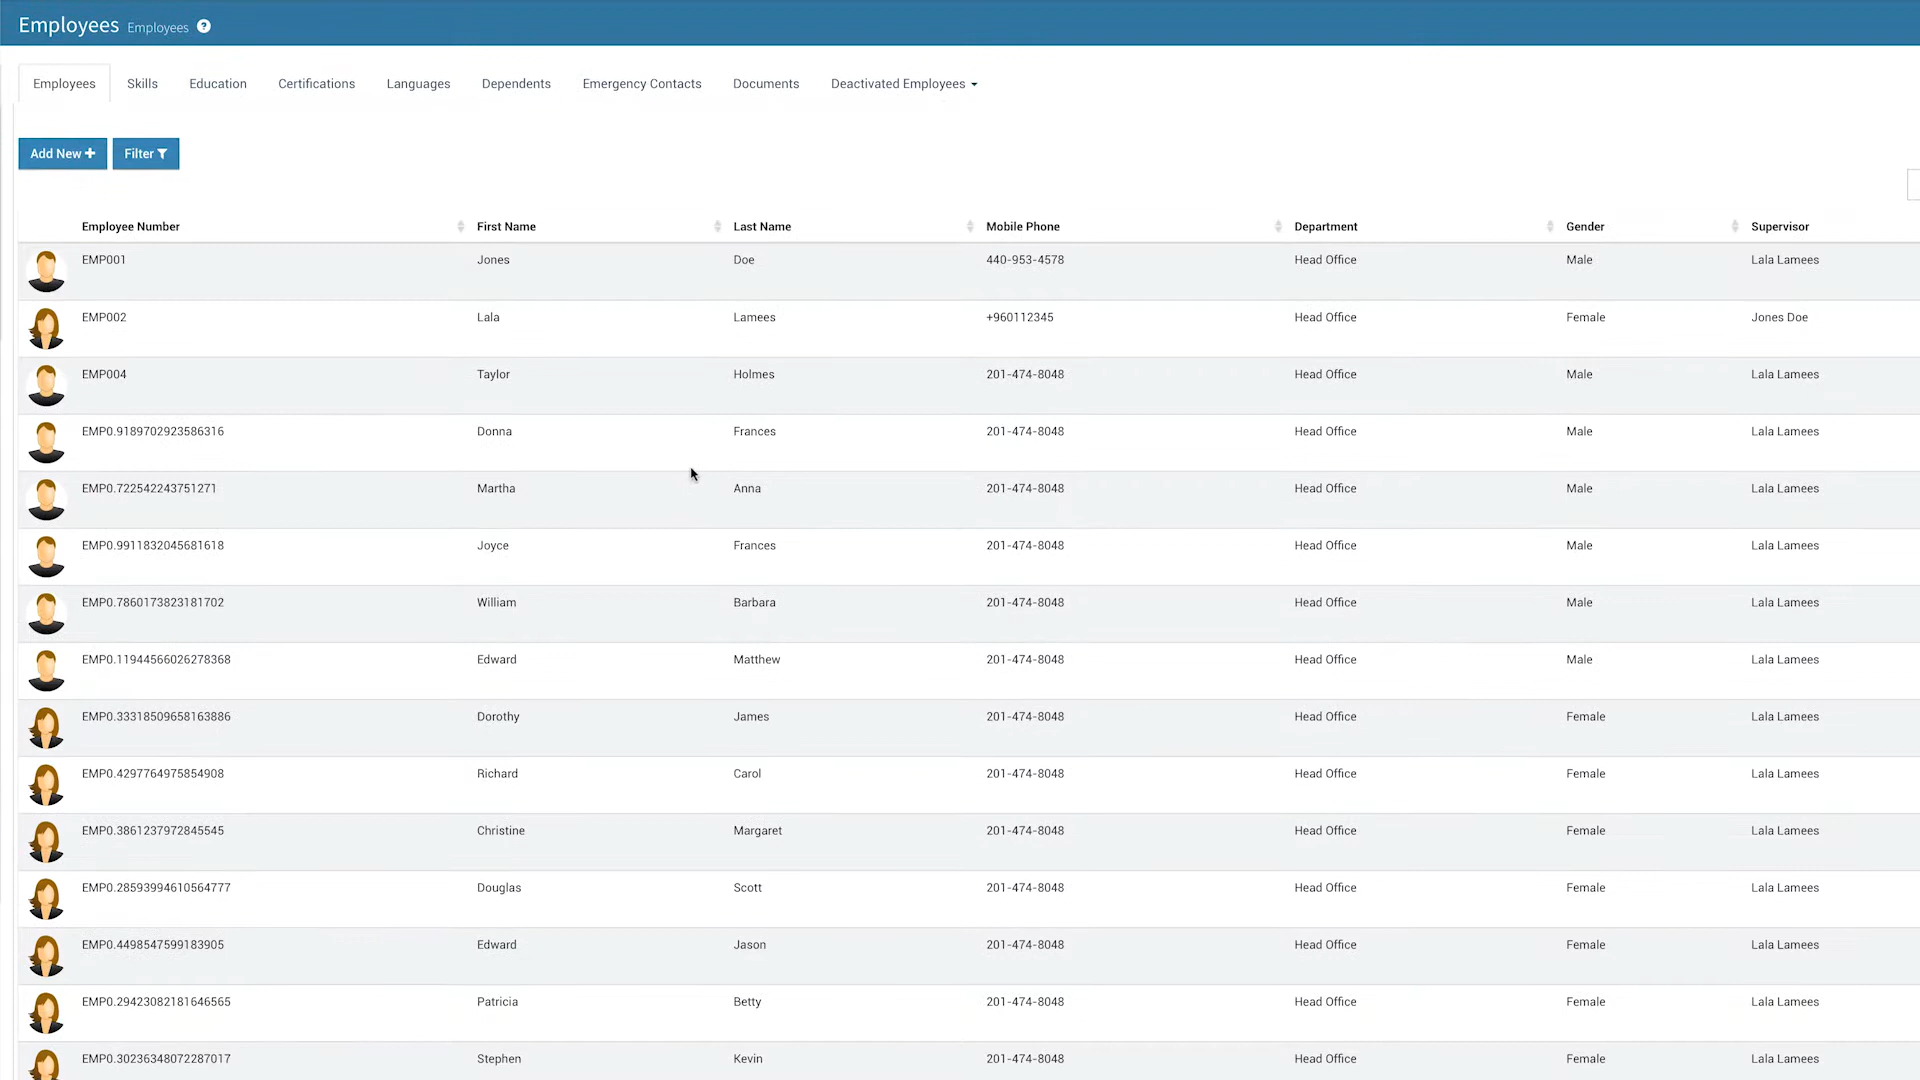 Employees Employees ?
Employees Skills Education Certifications Languages Dependents Emergency Contacts Documents Deactivated Employees
Add New Filter
Employee Number First Name Last Name Mobile Phone Department Gender Supervisor
EMP001 Jones Doe 440-953-4578 Head Office Male Lala Lamees
EMP002 Lala Lamees +960112345 Head Office Female Jones Doe
EMP004 Taylor Holmes 201-474-8048 Head Office Male Lala Lamees
EMP0.9189702923586316 Donna Frances 201-474-8048 Head Office Male Lala Lamees
EMP0.722542243751271 Martha Anna 201-474-8048 Head Office Male Lala Lamees
EMP0.9911832045681618 Joyce Frances 201-474-8048 Head Office Male Lala Lamees
EMP0.7860173823181702 William Barbara 201-474-8048 Head Office Male Lala Lamees
EMP0.11944566026278368 Edward Matthew 201-474-8048 Head Office Male Lala Lamees
EMP0.33318509658163886 Dorothy James 201-474-8048 Head Office Female Lala Lamees
EMP0.4297764975854908 Richard Carol 201-474-8048 Head Office Female Lala Lamees
EMP0.3861237972845545 Christine Margaret 201-474-8048 Head Office Female Lala Lamees
EMP0.28593994610564777 Douglas Scott 201-474-8048 Head Office Female Lala Lamees
EMP0.4498547599183905 Edward Jason 201-474-8048 Head Office Female Lala Lamees
EMP0.29423082181646565 Patricia Betty 201-474-8048 Head Office Female Lala Lamees
EMP0.30236348072287017 Stephen Kevin 201-474-8048 Head Office Female Lala Lamees